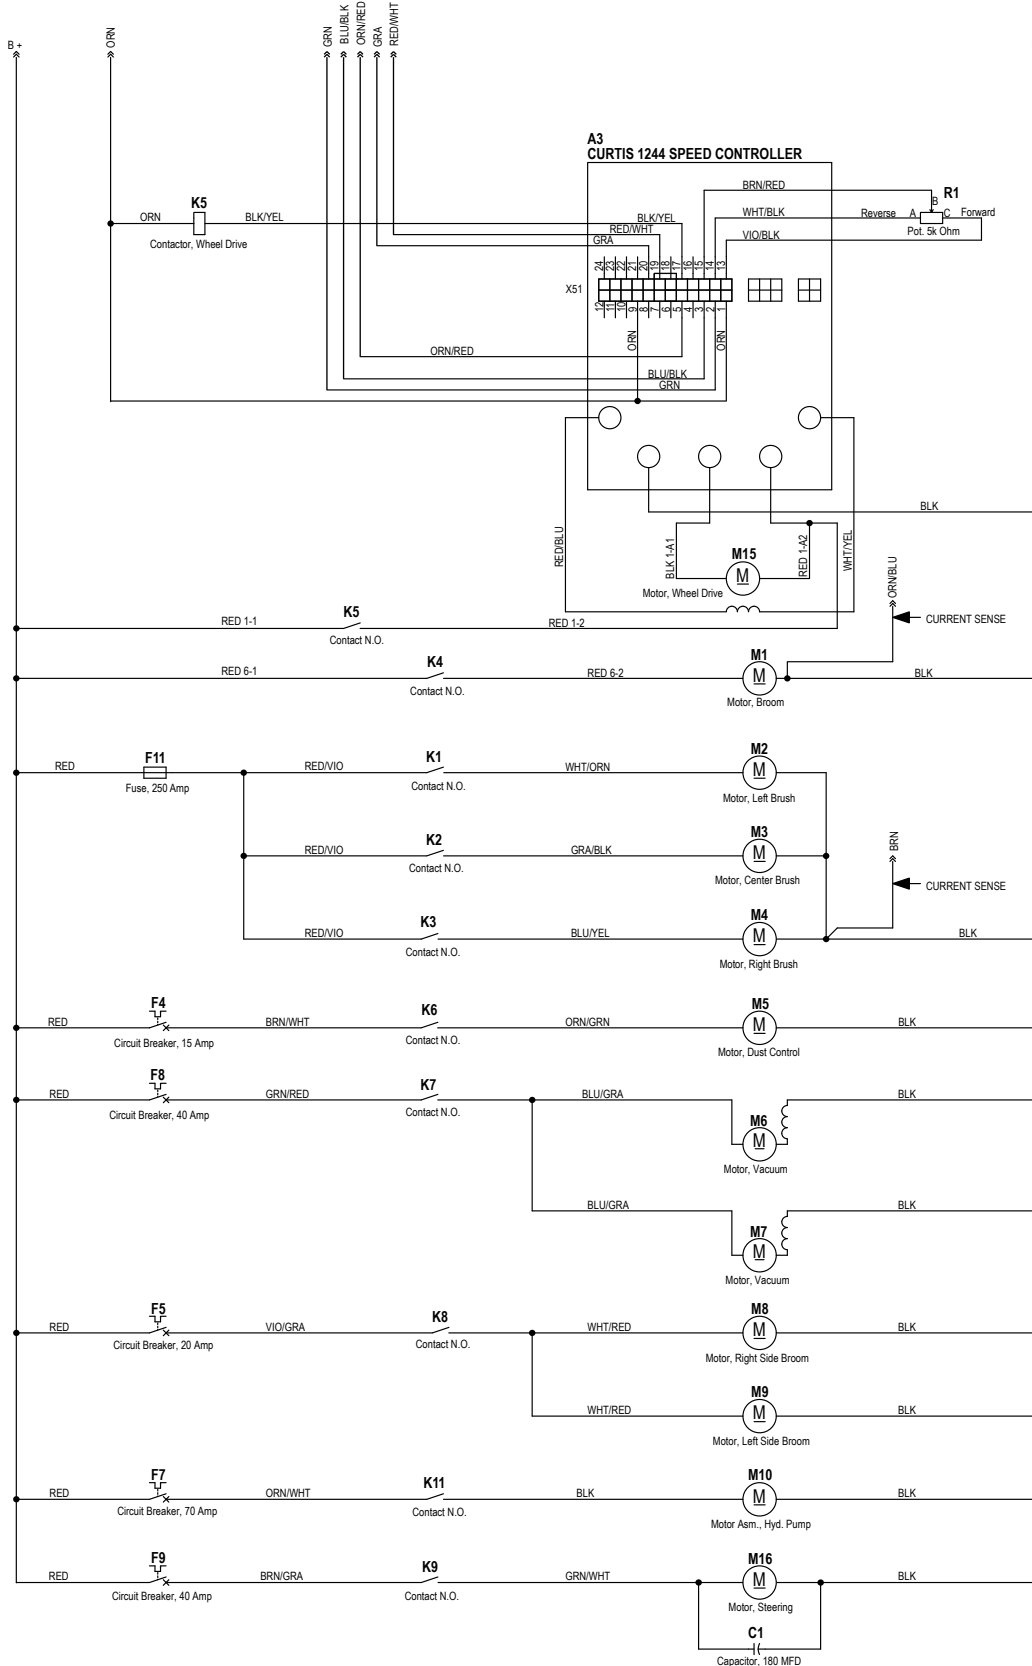 B +
ORN
GRN
BLU/BLK
ORN/RED
GRA
RED/WHT
A3
CURTIS 1244 SPEED CONTROLLER
BRN/RED
R1
B
K5
ORN
BLK/YEL
BLK/YEL
WHT/BLK
Reverse
A
C
Forward
Contactor, Wheel Drive
RED/WHT
Pot. 5k Ohm
GRA
VIO/BLK
24 23 22 21 20 19 18 17 16 15 14 13
X51
12 11 10 9 8 7 6 5 4 3 2 1
ORN
ORN
ORN/RED
BLU/BLK
GRN
BLK
RED/BLU
BLK 1-A1
M15
M
RED 1-A2
WHT/YEL
Motor, Wheel Drive
ORN/BLU
K5
RED 1-1
RED 1-2
CURRENT SENSE
Contact N.O.
K4
M1
RED 6-1
RED 6-2
M
BLK
Contact N.O.
Motor, Broom
F11
K1
M2
RED
RED/VIO
WHT/ORN
M
Fuse, 250 Amp
Contact N.O.
Motor, Left Brush
K2
M3
BRN
RED/VIO
GRA/BLK
M
Contact N.O.
Motor, Center Brush
CURRENT SENSE
K3
M4
RED/VIO
BLU/YEL
M
BLK
Contact N.O.
Motor, Right Brush
F4
K6
M5
RED
BRN/WHT
ORN/GRN
M
BLK
Circuit Breaker, 15 Amp
Contact N.O.
Motor, Dust Control
F8
K7
RED
GRN/RED
BLU/GRA
BLK
Circuit Breaker, 40 Amp
Contact N.O.
M6
M
Motor, Vacuum
BLU/GRA
BLK
M7
M
Motor, Vacuum
F5
K8
M8
RED
VIO/GRA
WHT/RED
M
BLK
Circuit Breaker, 20 Amp
Contact N.O.
Motor, Right Side Broom
M9
WHT/RED
M
BLK
Motor, Left Side Broom
F7
K11
M10
RED
ORN/WHT
BLK
M
BLK
Circuit Breaker, 70 Amp
Contact N.O.
Motor Asm., Hyd. Pump
F9
K9
M16
RED
BRN/GRA
GRN/WHT
M
BLK
Circuit Breaker, 40 Amp
Contact N.O.
Motor, Steering
C1
Capacitor, 180 MFD